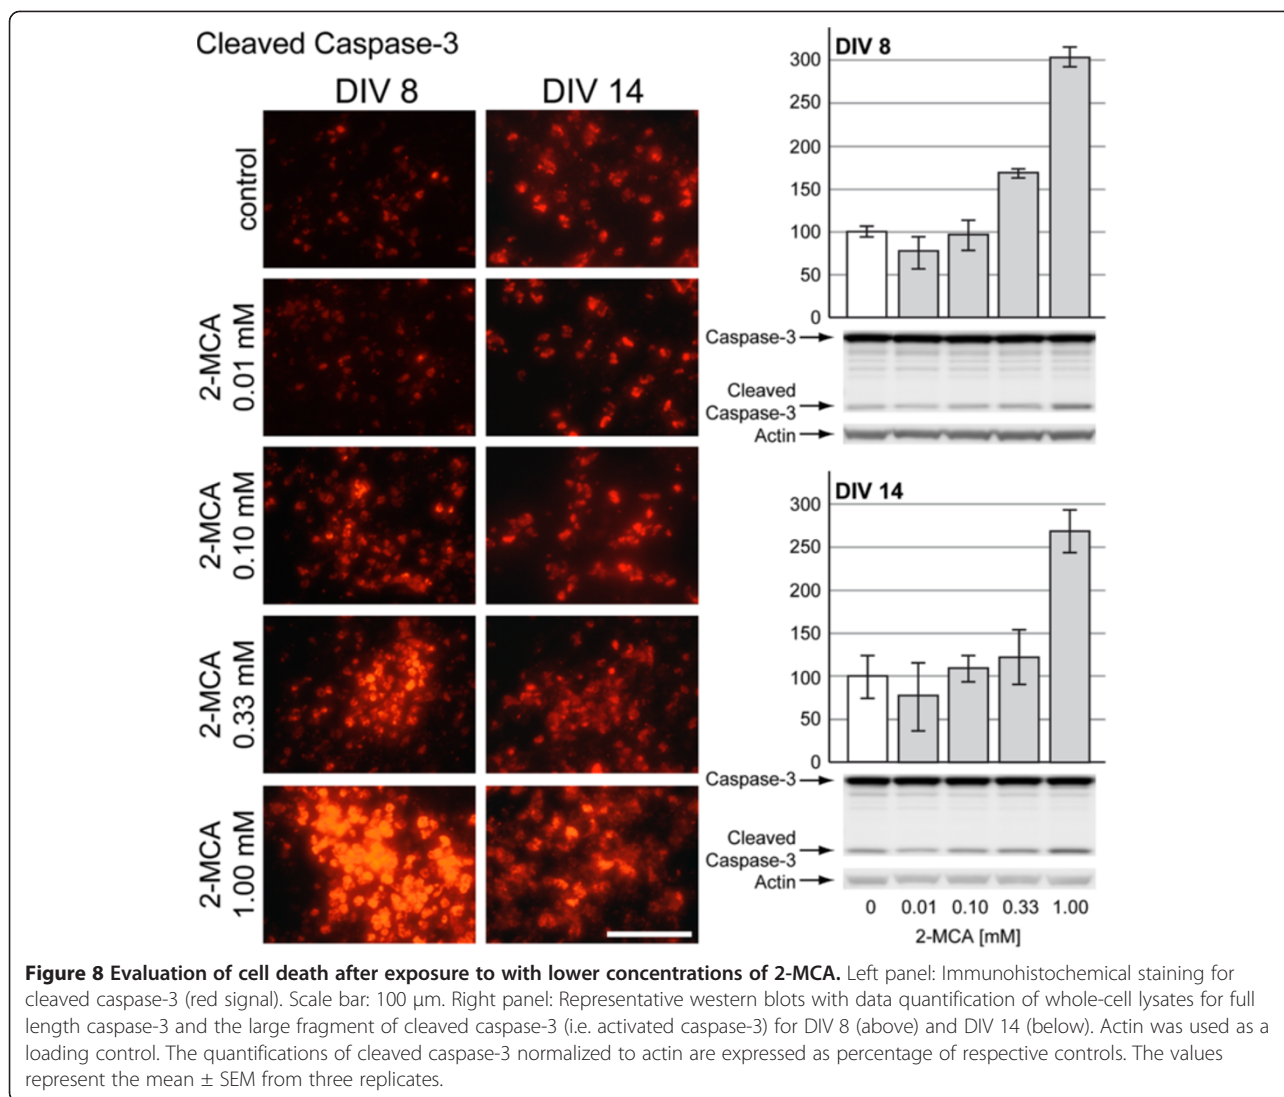 Cleaved Caspase-3
DIV 8
DIV 14
control
2-MCA
0.01 mM
2-MCA
0.10 mM
2-MCA
0.33 mM
2-MCA
1.00 mM
DIV 8
300
250
200
150
100
50
0
Caspase-3
Cleaved
Caspase-3
Actin
DIV 14
300
250
200
150
100
50
0
Caspase-3
Cleaved
Caspase-3
Actin
0 0.01 0.10 0.33 1.00
2-MCA [mM]
Figure 8 Evaluation of cell death after exposure to with lower concentrations of 2-MCA. Left panel: Immunohistochemical staining for
cleaved caspase-3 (red signal). Scale bar: 100 μm. Right panel: Representative western blots with data quantification of whole-cell lysates for full
length caspase-3 and the large fragment of cleaved caspase-3 (i.e. activated caspase-3) for DIV 8 (above) and DIV 14 (below). Actin was used as a
loading control. The quantifications of cleaved caspase-3 normalized to actin are expressed as percentage of respective controls. The values
represent the mean ± SEM from three replicates.